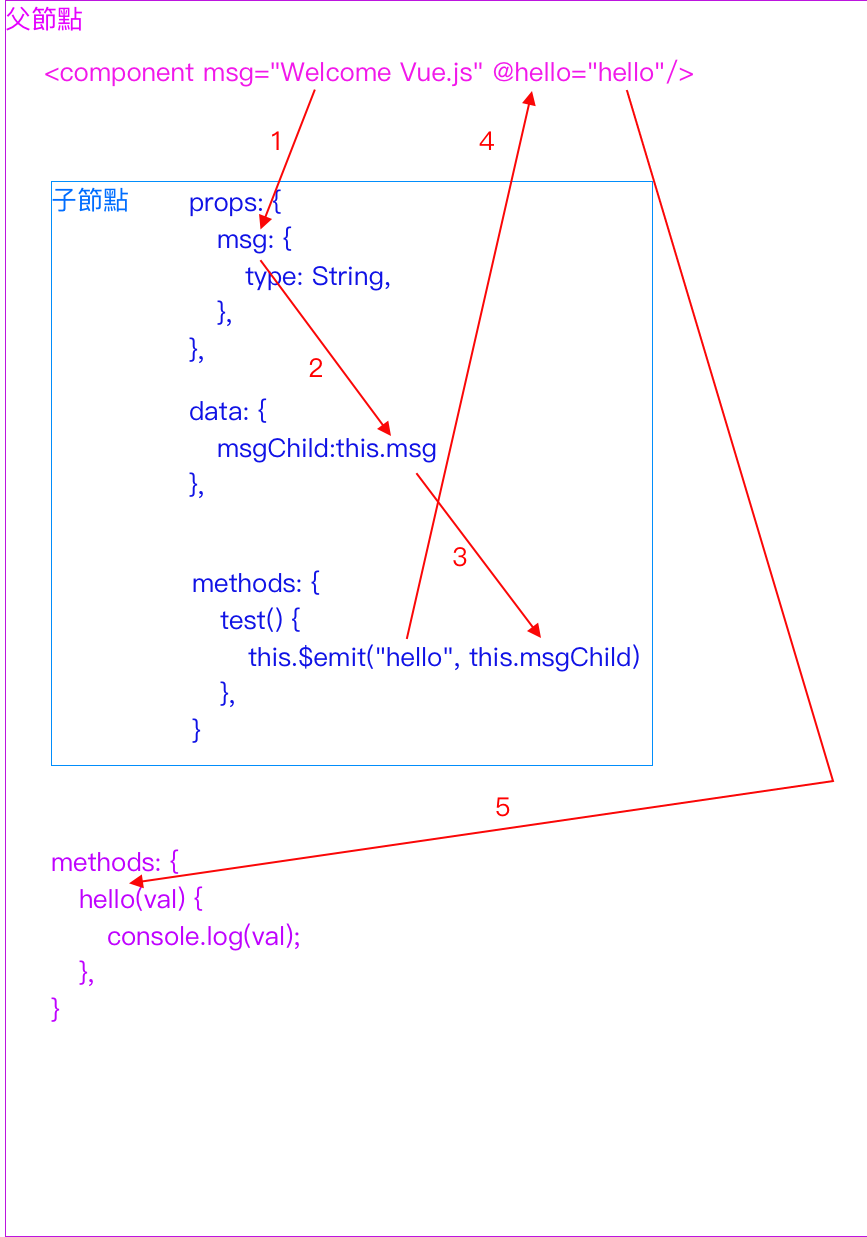 父節點
<component msg="Welcome Vue.js" @hello="hello"/>
1
4
子節點
props: {
msg: {
type: String,
},
},
2
data: {
msgChild:this.msg
},
3
methods: {
test() {
this.$emit("hello", this.msgChild)
},
}
5
methods: {
hello(val) {
console.log(val);
},
}